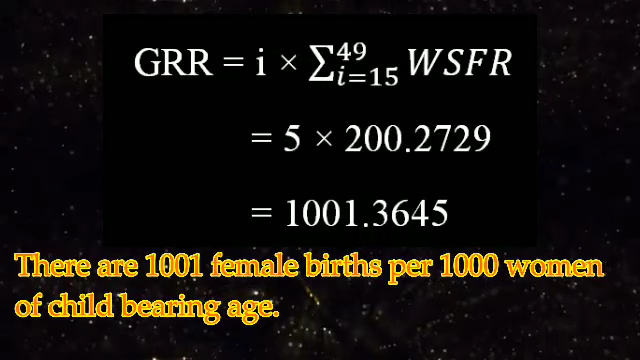 GRR = i × ∑_{i=15}^{49} WSFR
= 5 × 200.2729
= 1001.3645
There are 1001 female births per 1000 women
of child bearing age.